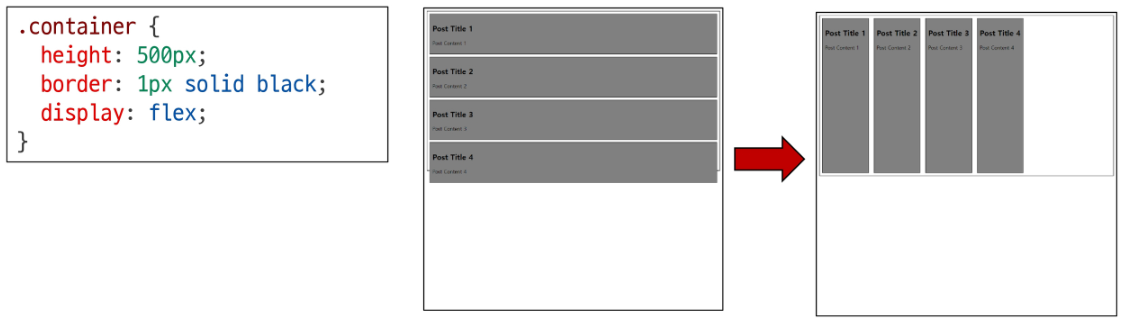 .container {
  height: 500px;
  border: 1px solid black;
  display: flex;
}
Post Title 1
Post Content 1
Post Title 2
Post Content 2
Post Title 3
Post Content 3
Post Title 4
Post Content 4
Post Title 1 Post Title 2 Post Title 3 Post Title 4
Post Content 1 Post Content 2 Post Content 3 Post Content 4